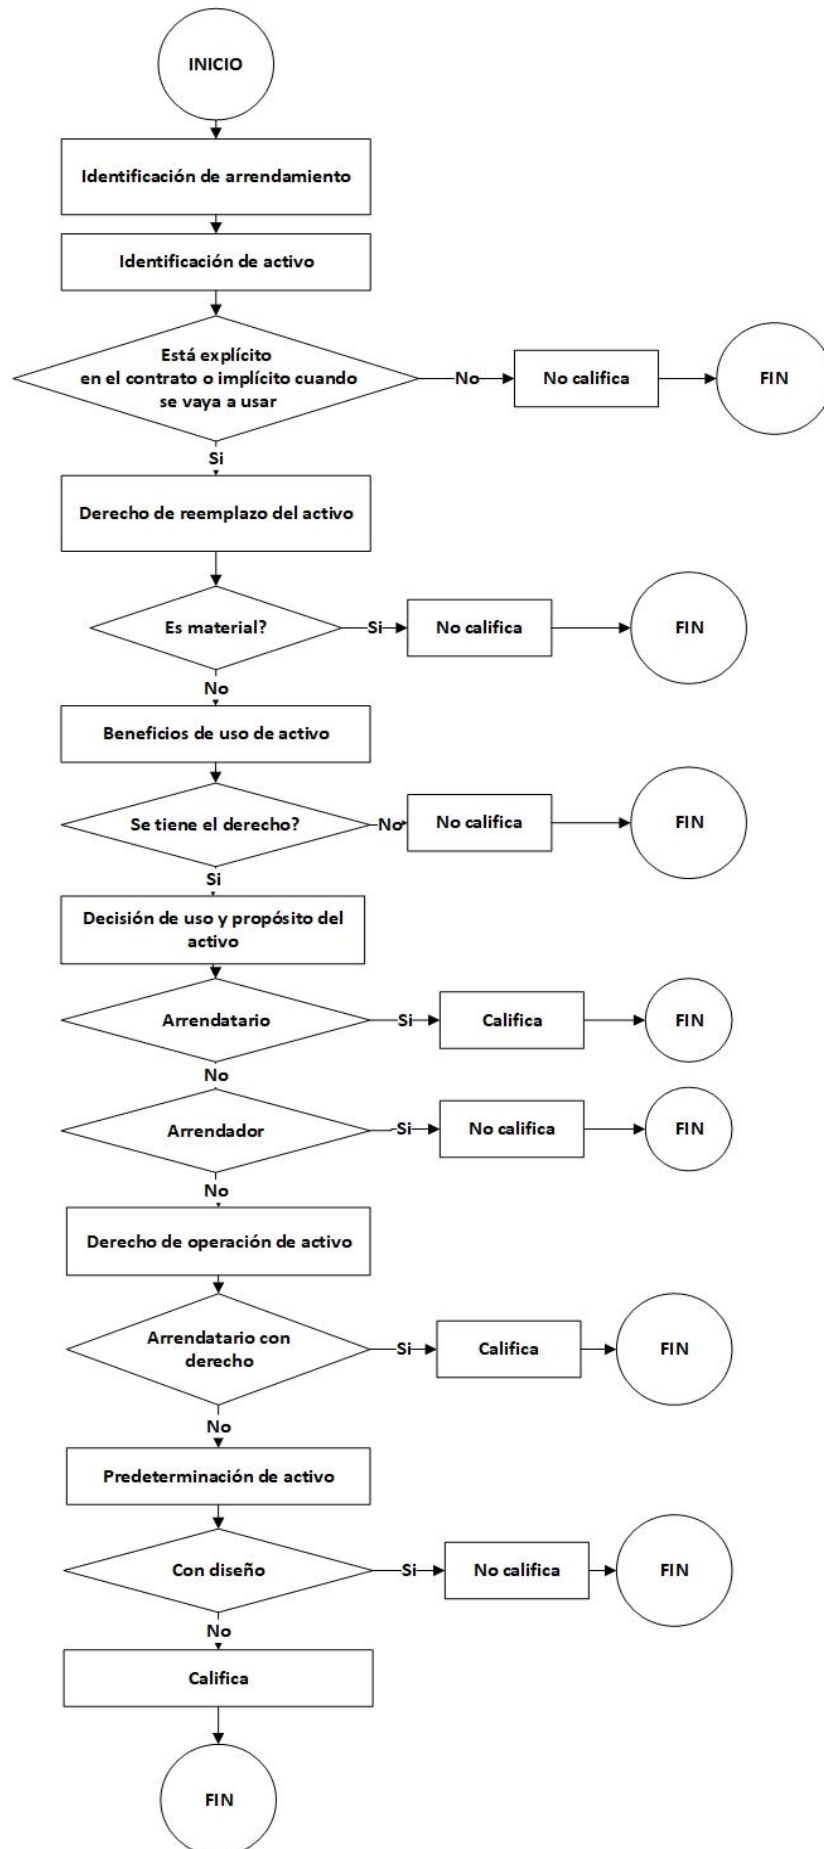 INICIO
Identificación de arrendamiento
Identificación de activo
Está explícito
en el contrato o implícito cuando
se vaya a usar
No
No califica
FIN
Si
Derecho de reemplazo del activo
Es material?
Si
No califica
FIN
No
Beneficios de uso de activo
Se tiene el derecho?
No
No califica
FIN
Si
Decisión de uso y propósito del
activo
Arrendatario
Si
Califica
FIN
No
Arrendador
Si
No califica
FIN
No
Derecho de operación de activo
Arrendatario con
derecho
Si
Califica
FIN
No
Predeterminación de activo
Con diseño
Si
No califica
FIN
No
Califica
FIN